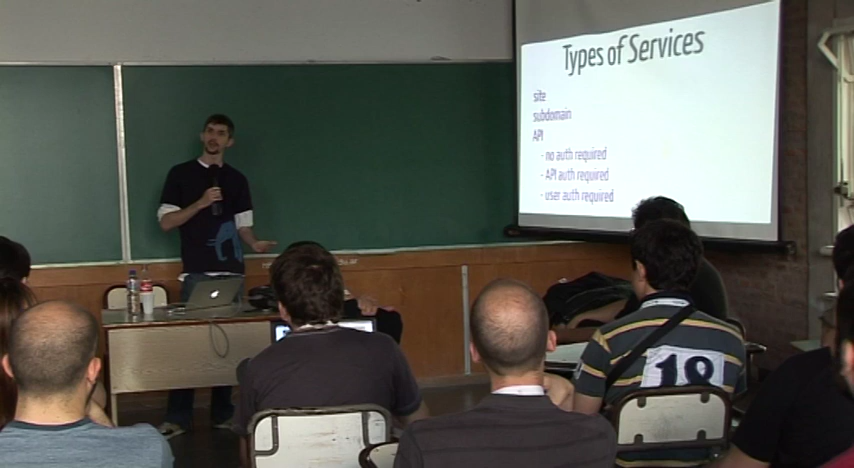 Types of Services
site
subdomain
API
- no auth required
- API auth required
- user auth required
18